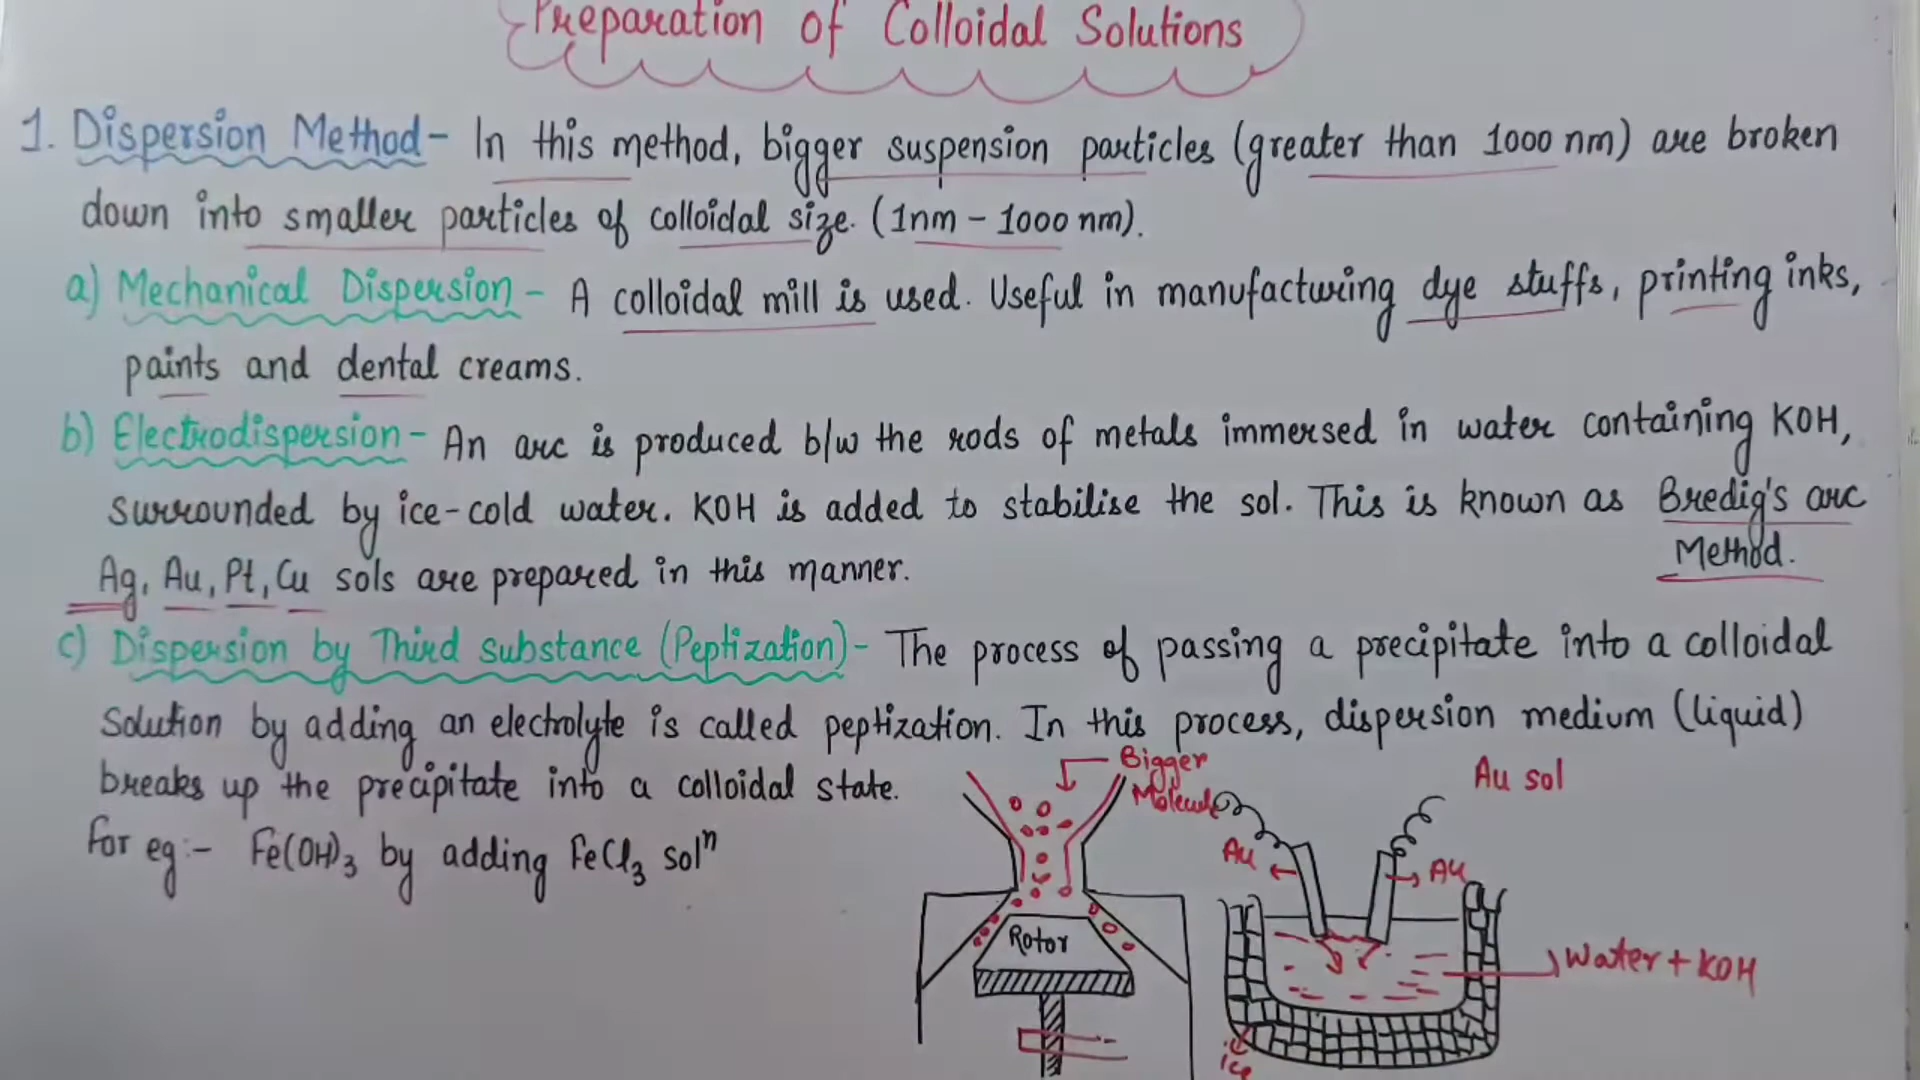 Preparation of Colloidal Solutions
1. Dispersion Method- In this method, bigger suspension particles (greater than 1000 nm) are broken
down into smaller particles of colloidal size. (1nm - 1000 nm).
a) Mechanical Dispersion - A colloidal mill is used. Useful in manufacturing dye stuffs, printing inks,
paints and dental creams.
b) Electrodispersion - An arc is produced b/w the rods of metals immersed in water containing KOH,
surrounded by ice-cold water. KOH is added to stabilise the sol. This is known as Bredig's arc
Method.
Ag, Au, Pt, Cu sols are prepared in this manner.
c) Dispersion by Third substance (Peptization)- The process of passing a precipitate into a colloidal
Solution by adding an electrolyte is called peptization. In this process, dispersion medium (liquid)
breaks up the precipitate into a colloidal state.
For eg:- Fe(OH)₃ by adding FeCl₃ solⁿ
Bigger
Molecule
Au sol
Au
Au
Rotor
Water + KOH
ice